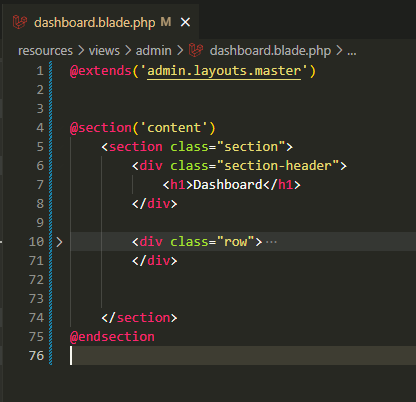 dashboard.blade.php M ×
resources > views > admin > dashboard.blade.php > ...
1 @extends('admin.layouts.master')
2
3
4 @section('content')
5 <section class="section">
6 <div class="section-header">
7 <h1>Dashboard</h1>
8 </div>
9
10 > <div class="row">···
71 </div>
72
73
74 </section>
75 @endsection
76